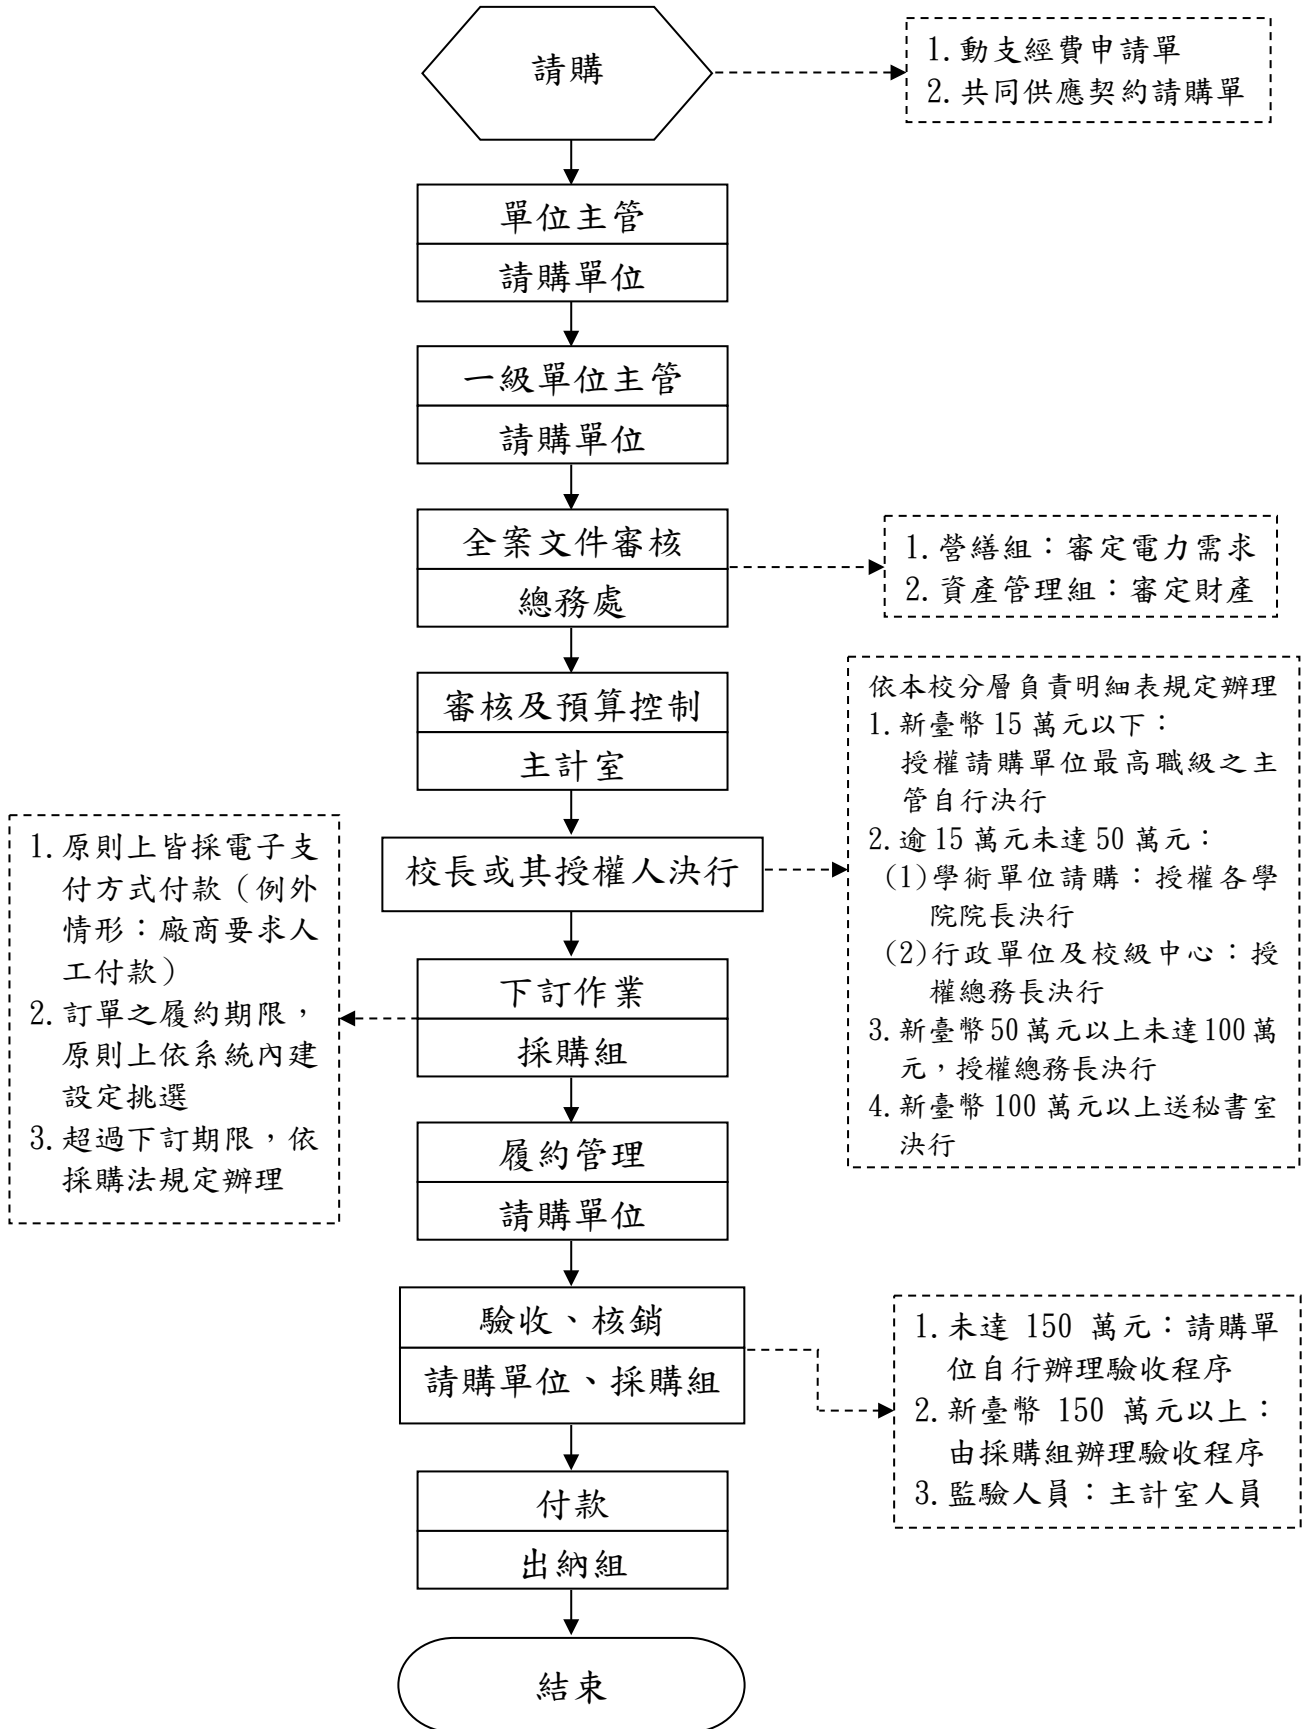 請購
1.動支經費申請單
2.共同供應契約請購單
單位主管
請購單位
一級單位主管
請購單位
全案文件審核
總務處
1.營繕組：審定電力需求
2.資產管理組：審定財產
審核及預算控制
主計室
校長或其授權人決行
依本校分層負責明細表規定辦理
1.新臺幣 15 萬元以下：
授權請購單位最高職級之主
管自行決行
2.逾 15 萬元未達 50 萬元：
(1)學術單位請購：授權各學
院院長決行
(2)行政單位及校級中心：授
權總務長決行
3.新臺幣 50 萬元以上未達 100 萬
元，授權總務長決行
4.新臺幣 100 萬元以上送秘書室
決行
下訂作業
採購組
1.原則上皆採電子支
付方式付款（例外
情形：廠商要求人
工付款）
2.訂單之履約期限，
原則上依系統內建
設定挑選
3.超過下訂期限，依
採購法規定辦理
履約管理
請購單位
驗收、核銷
請購單位、採購組
1.未達 150 萬元：請購單
位自行辦理驗收程序
2.新臺幣 150 萬元以上：
由採購組辦理驗收程序
3.監驗人員：主計室人員
付款
出納組
結束